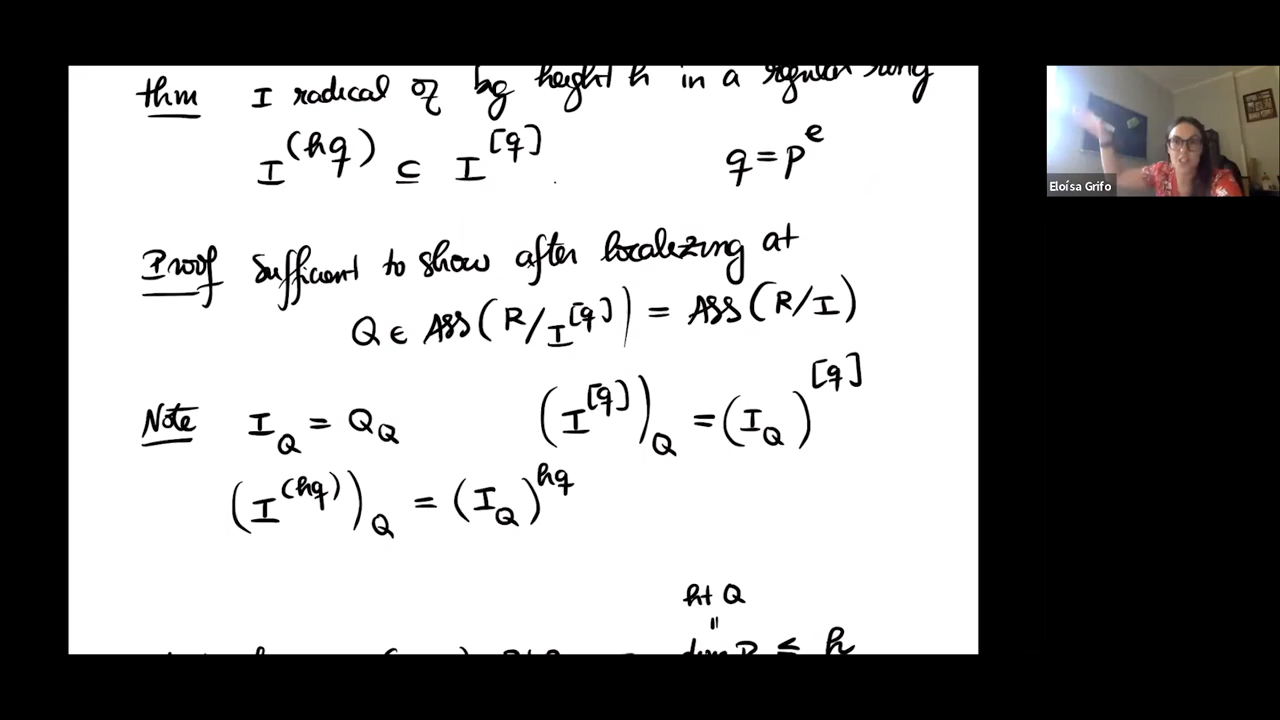 thm I radical of big height h in a regular ring
I^(hq) ⊆ I^[q] q = p^e
Proof Sufficient to show after localizing at
Q ∈ Ass(R/I^[q]) = Ass(R/I)
Note I_Q = Q_Q (I^[q])_Q = (I_Q)^[q]
(I^(hq))_Q = (I_Q)^hq
ht Q
=
≤ h
Eloísa Grifo